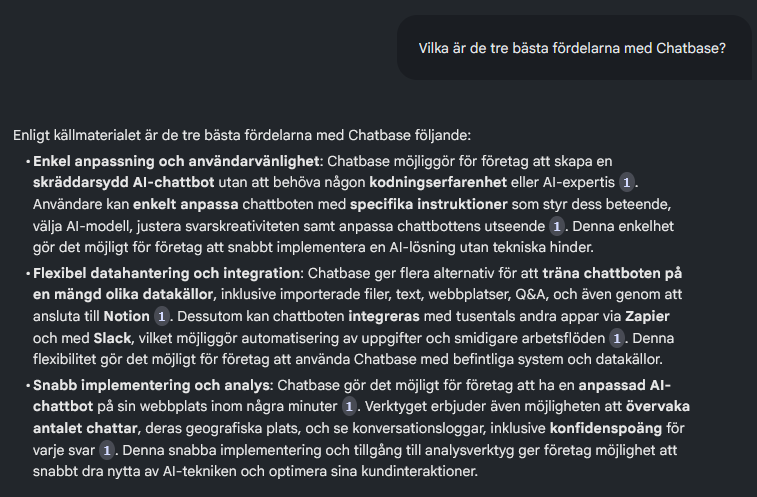 Vilka är de tre bästa fördelarna med Chatbase?
Enligt källmaterialet är de tre bästa fördelarna med Chatbase följande:
• Enkel anpassning och användarvänlighet: Chatbase möjliggör för företag att skapa en
skräddarsydd AI-chattbot utan att behöva någon kodningserfarenhet eller AI-expertis 1.
Användare kan enkelt anpassa chattboten med specifika instruktioner som styr dess beteende,
välja AI-modell, justera svarskreativiteten samt anpassa chattbottens utseende 1. Denna enkelhet
gör det möjligt för företag att snabbt implementera en AI-lösning utan tekniska hinder.
• Flexibel datahantering och integration: Chatbase ger flera alternativ för att träna chattboten på
en mängd olika datakällor, inklusive importerade filer, text, webbplatser, Q&A, och även genom att
ansluta till Notion 1. Dessutom kan chattboten integreras med tusentals andra appar via Zapier
och med Slack, vilket möjliggör automatisering av uppgifter och smidigare arbetsflöden 1. Denna
flexibilitet gör det möjligt för företag att använda Chatbase med befintliga system och datakällor.
• Snabb implementering och analys: Chatbase gör det möjligt för företag att ha en anpassad AI-
chattbot på sin webbplats inom några minuter 1. Verktyget erbjuder även möjligheten att övervaka
antalet chattar, deras geografiska plats, och se konversationsloggar, inklusive konfidenspoäng för
varje svar 1. Denna snabba implementering och tillgång till analysverktyg ger företag möjlighet att
snabbt dra nytta av AI-tekniken och optimera sina kundinteraktioner.